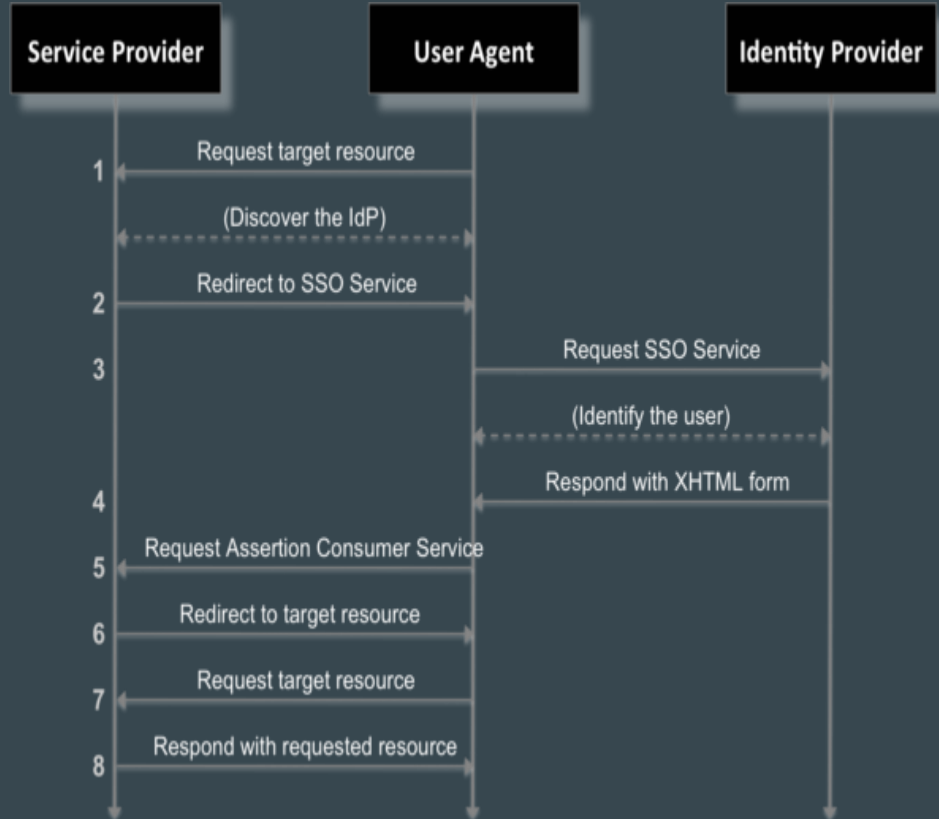 Service Provider
User Agent
Identity Provider
1
Request target resource
(Discover the IdP)
2
Redirect to SSO Service
3
Request SSO Service
(Identify the user)
4
Respond with XHTML form
5
Request Assertion Consumer Service
6
Redirect to target resource
7
Request target resource
8
Respond with requested resource